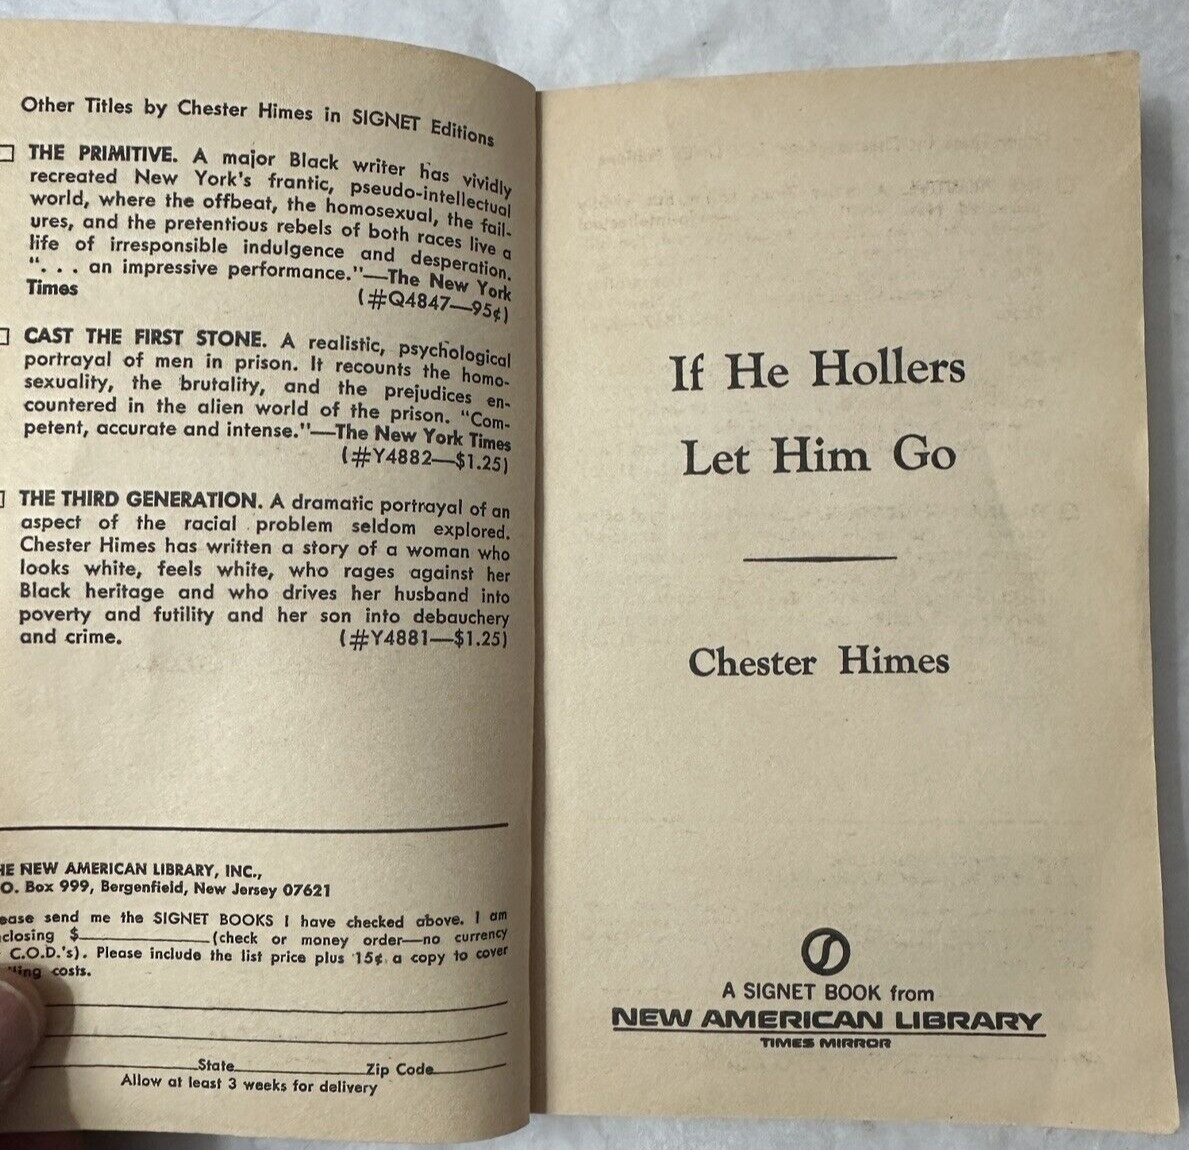 Other Titles by Chester Himes in SIGNET Editions
THE PRIMITIVE. A major Black writer has vividly
recreated New York's frantic, pseudo-intellectual
world, where the offbeat, the homosexual, the fail-
ures, and the pretentious rebels of both races live a
life of irresponsible indulgence and desperation.
". . . an impressive performance."—The New York
Times (#Q4847—95¢)
CAST THE FIRST STONE. A realistic, psychological
portrayal of men in prison. It recounts the homo-
sexuality, the brutality, and the prejudices en-
countered in the alien world of the prison. "Com-
petent, accurate and intense."—The New York Times
(#Y4882—$1.25)
THE THIRD GENERATION. A dramatic portrayal of an
aspect of the racial problem seldom explored.
Chester Himes has written a story of a woman who
looks white, feels white, who rages against her
Black heritage and who drives her husband into
poverty and futility and her son into debauchery
and crime. (#Y4881—$1.25)
HE NEW AMERICAN LIBRARY, INC.,
.O. Box 999, Bergenfield, New Jersey 07621
ease send me the SIGNET BOOKS I have checked above. I am
closing $ (check or money order—no currency
C.O.D.'s). Please include the list price plus 15¢ a copy to cover
ling costs.
State Zip Code
Allow at least 3 weeks for delivery
If He Hollers
Let Him Go
Chester Himes
A SIGNET BOOK from
NEW AMERICAN LIBRARY
TIMES MIRROR